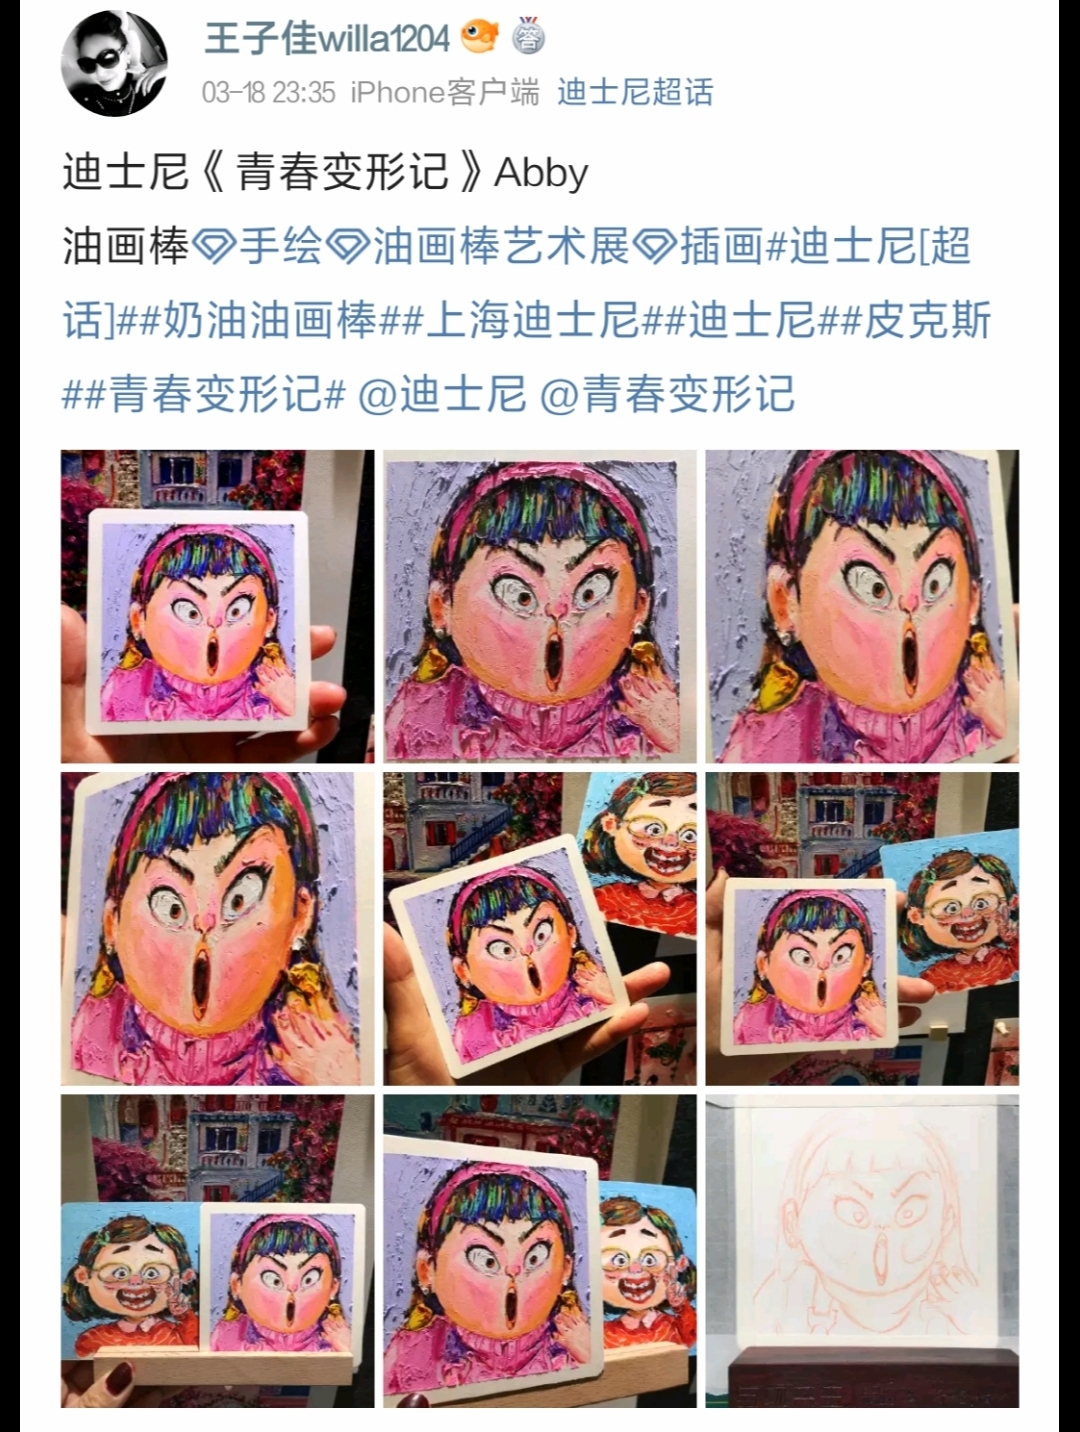 王子佳willa1204
03-18 23:35 iPhone客户端 迪士尼超话
迪士尼《青春变形记》Abby
油画棒手绘油画棒艺术展插画#迪士尼[超
话]##奶油油画棒##上海迪士尼##迪士尼##皮克斯
##青春变形记# @迪士尼 @青春变形记